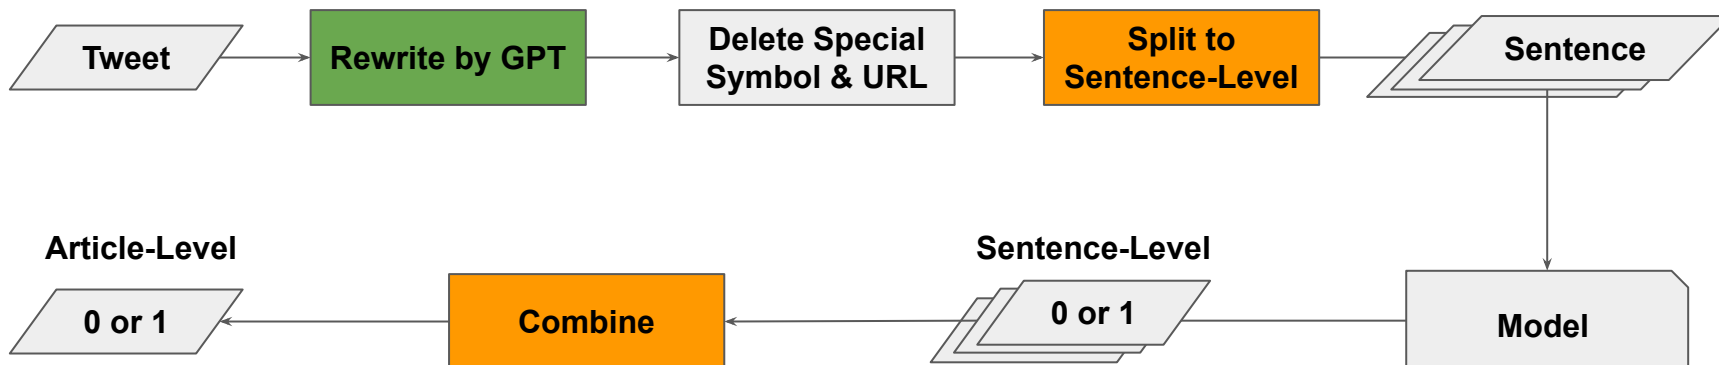 Tweet
Rewrite by GPT
Delete Special
Symbol & URL
Split to
Sentence-Level
Sentence
Article-Level
0 or 1
Combine
Sentence-Level
0 or 1
Model